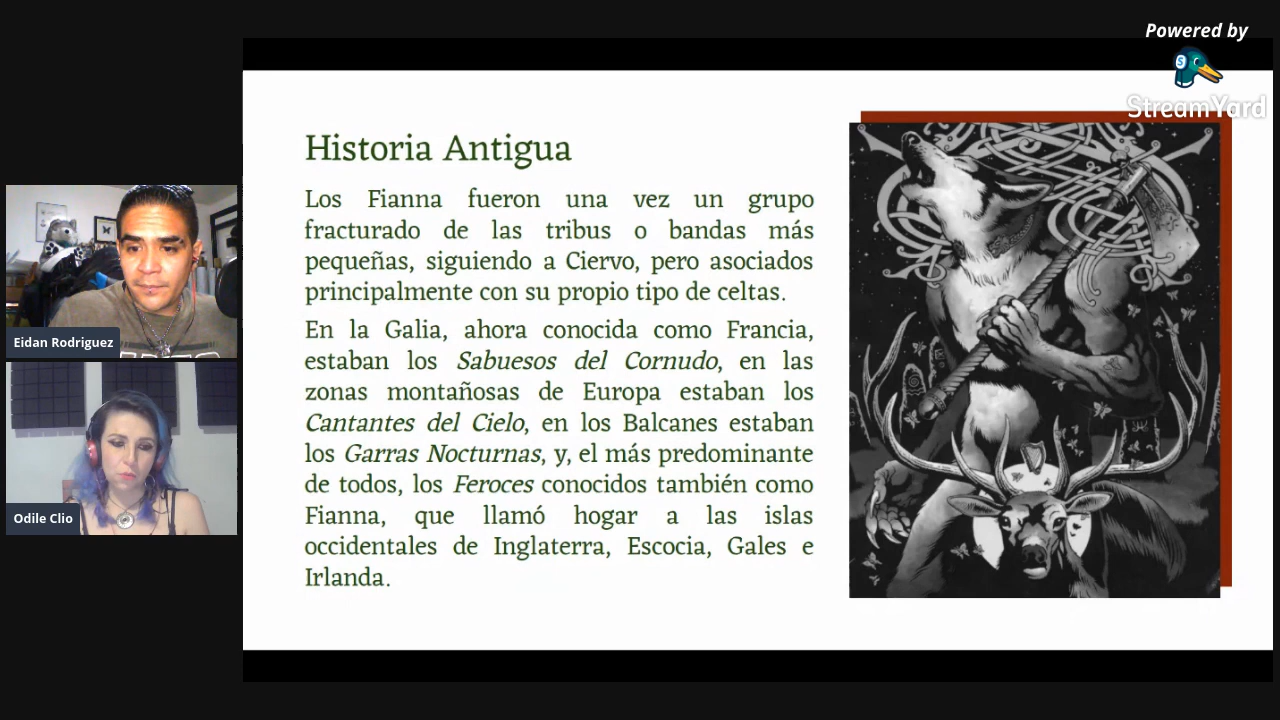 Powered by
StreamYard
Historia Antigua
Los Fianna fueron una vez un grupo
fracturado de las tribus o bandas más
pequeñas, siguiendo a Ciervo, pero asociados
principalmente con su propio tipo de celtas.
En la Galia, ahora conocida como Francia,
estaban los Sabuesos del Cornudo, en las
zonas montañosas de Europa estaban los
Cantantes del Cielo, en los Balcanes estaban
los Garras Nocturnas, y, el más predominante
de todos, los Feroces conocidos también como
Fianna, que llamó hogar a las islas
occidentales de Inglaterra, Escocia, Gales e
Irlanda.
Eidan Rodriguez
Odile Clio